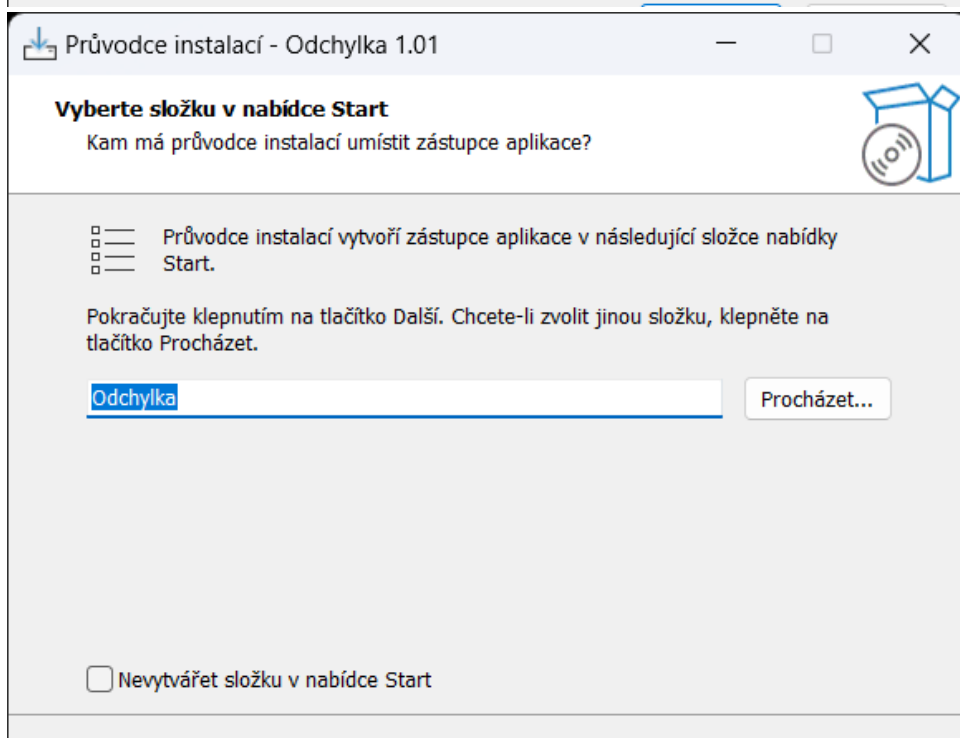 Průvodce instalací - Odchylka 1.01
Vyberte složku v nabídce Start
Kam má průvodce instalací umístit zástupce aplikace?
Průvodce instalací vytvoří zástupce aplikace v následující složce nabídky
Start.
Pokračujte klepnutím na tlačítko Další. Chcete-li zvolit jinou složku, klepněte na
tlačítko Procházet.
Odchylka
Procházet...
Nevytvářet složku v nabídce Start